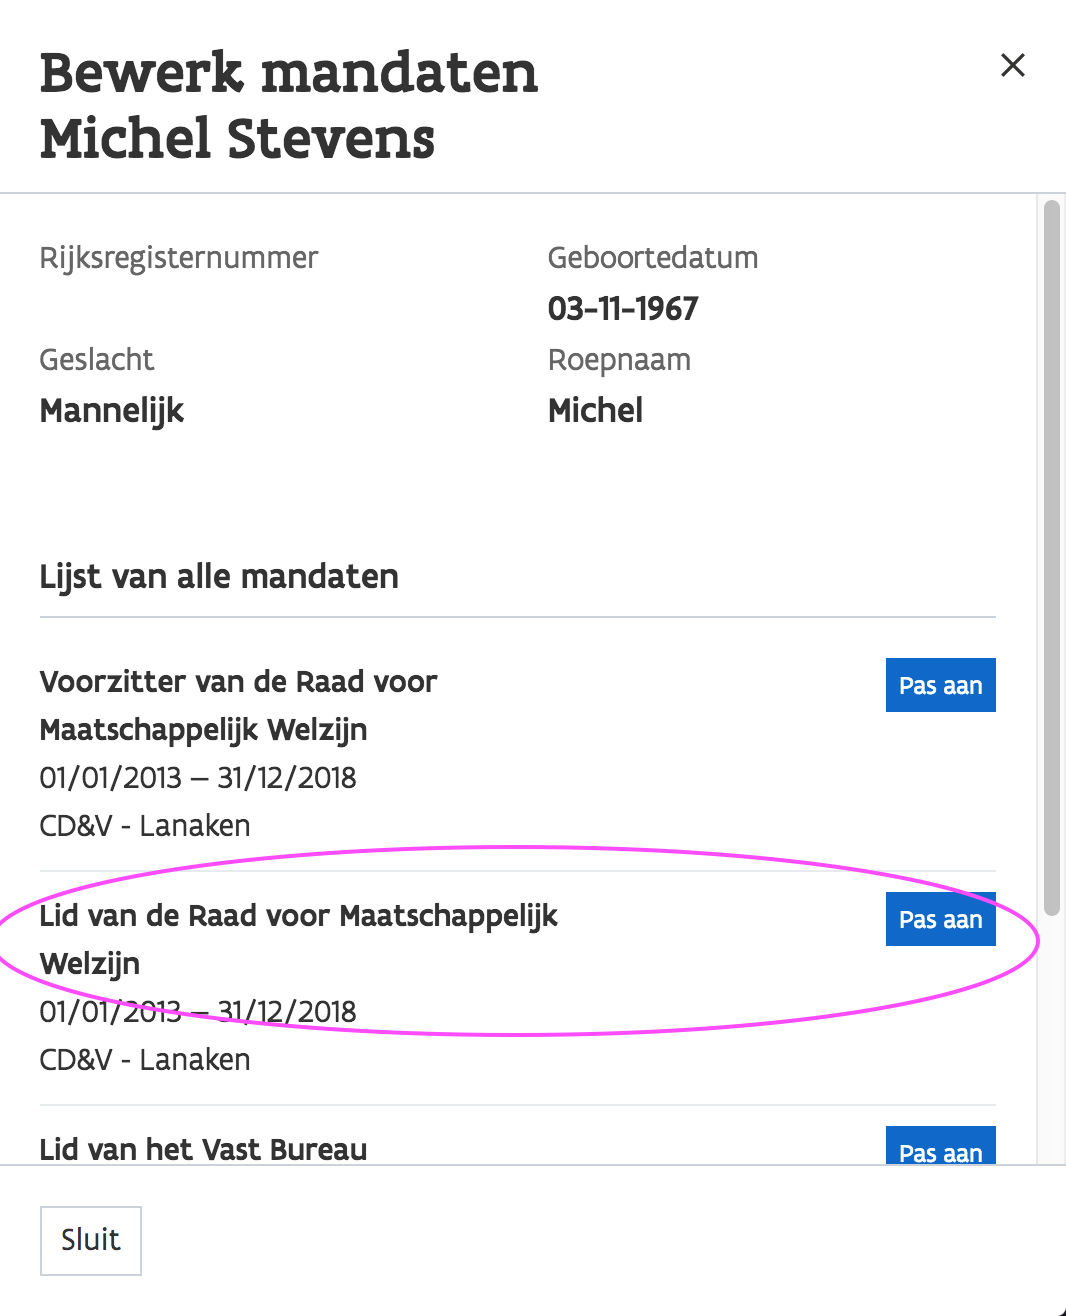 Bewerk mandaten
Michel Stevens
Rijksregisternummer
Geboortedatum
03-11-1967
Geslacht
Mannelijk
Roepnaam
Michel
Lijst van alle mandaten
Voorzitter van de Raad voor
Maatschappelijk Welzijn
01/01/2013 – 31/12/2018
CD&V - Lanaken
Pas aan
Lid van de Raad voor Maatschappelijk
Welzijn
01/01/2013 – 31/12/2018
CD&V - Lanaken
Pas aan
Lid van het Vast Bureau
Pas aan
Sluit